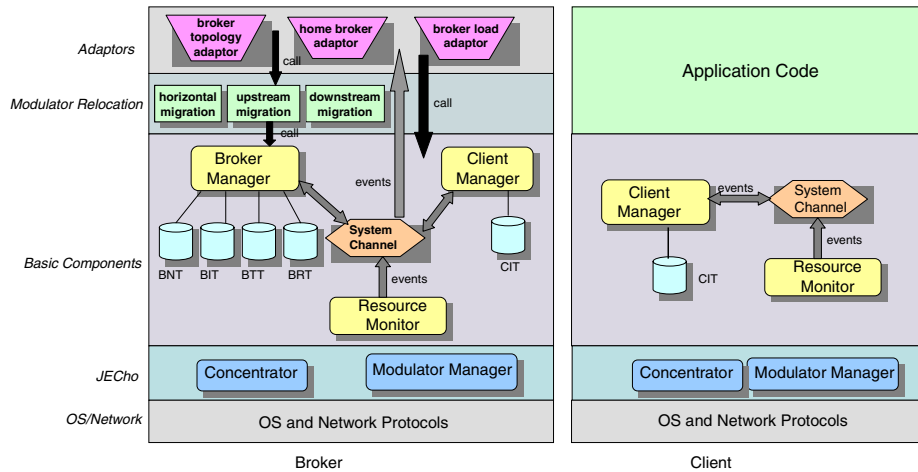 Adaptors
broker
topology
adaptor
home broker
adaptor
broker load
adaptor
call
events
Application Code
Modulator Relocation
horizontal
migration
upstream
migration
downstream
migration
call
call
Basic Components
Broker
Manager
Client
Manager
events
System
Channel
BNT
BIT
BTT
BRT
CIT
events
Resource
Monitor
Client
Manager
events
System
Channel
events
CIT
Resource
Monitor
JECho
Concentrator
Modulator Manager
Concentrator
Modulator Manager
OS/Network
OS and Network Protocols
OS and Network Protocols
Broker
Client